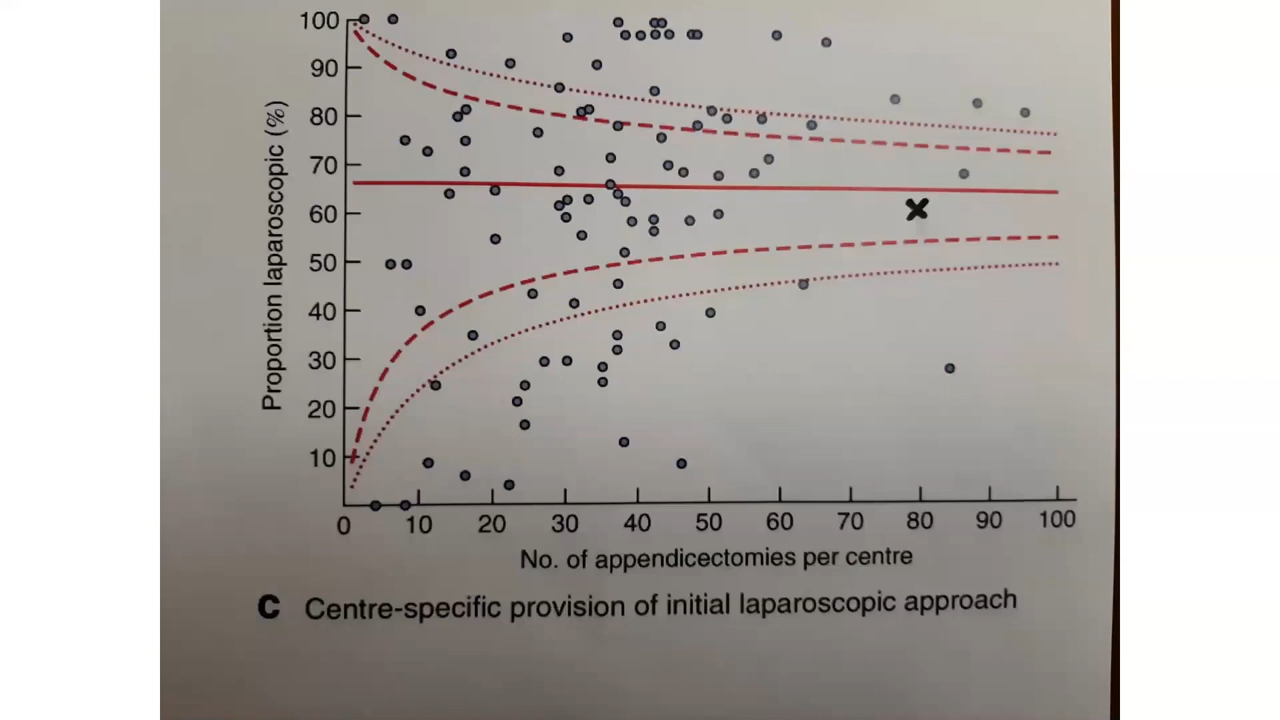 100
90
80
70
60
50
40
30
20
10
Proportion laparoscopic (%)
0 10 20 30 40 50 60 70 80 90 100
No. of appendicectomies per centre
C Centre-specific provision of initial laparoscopic approach